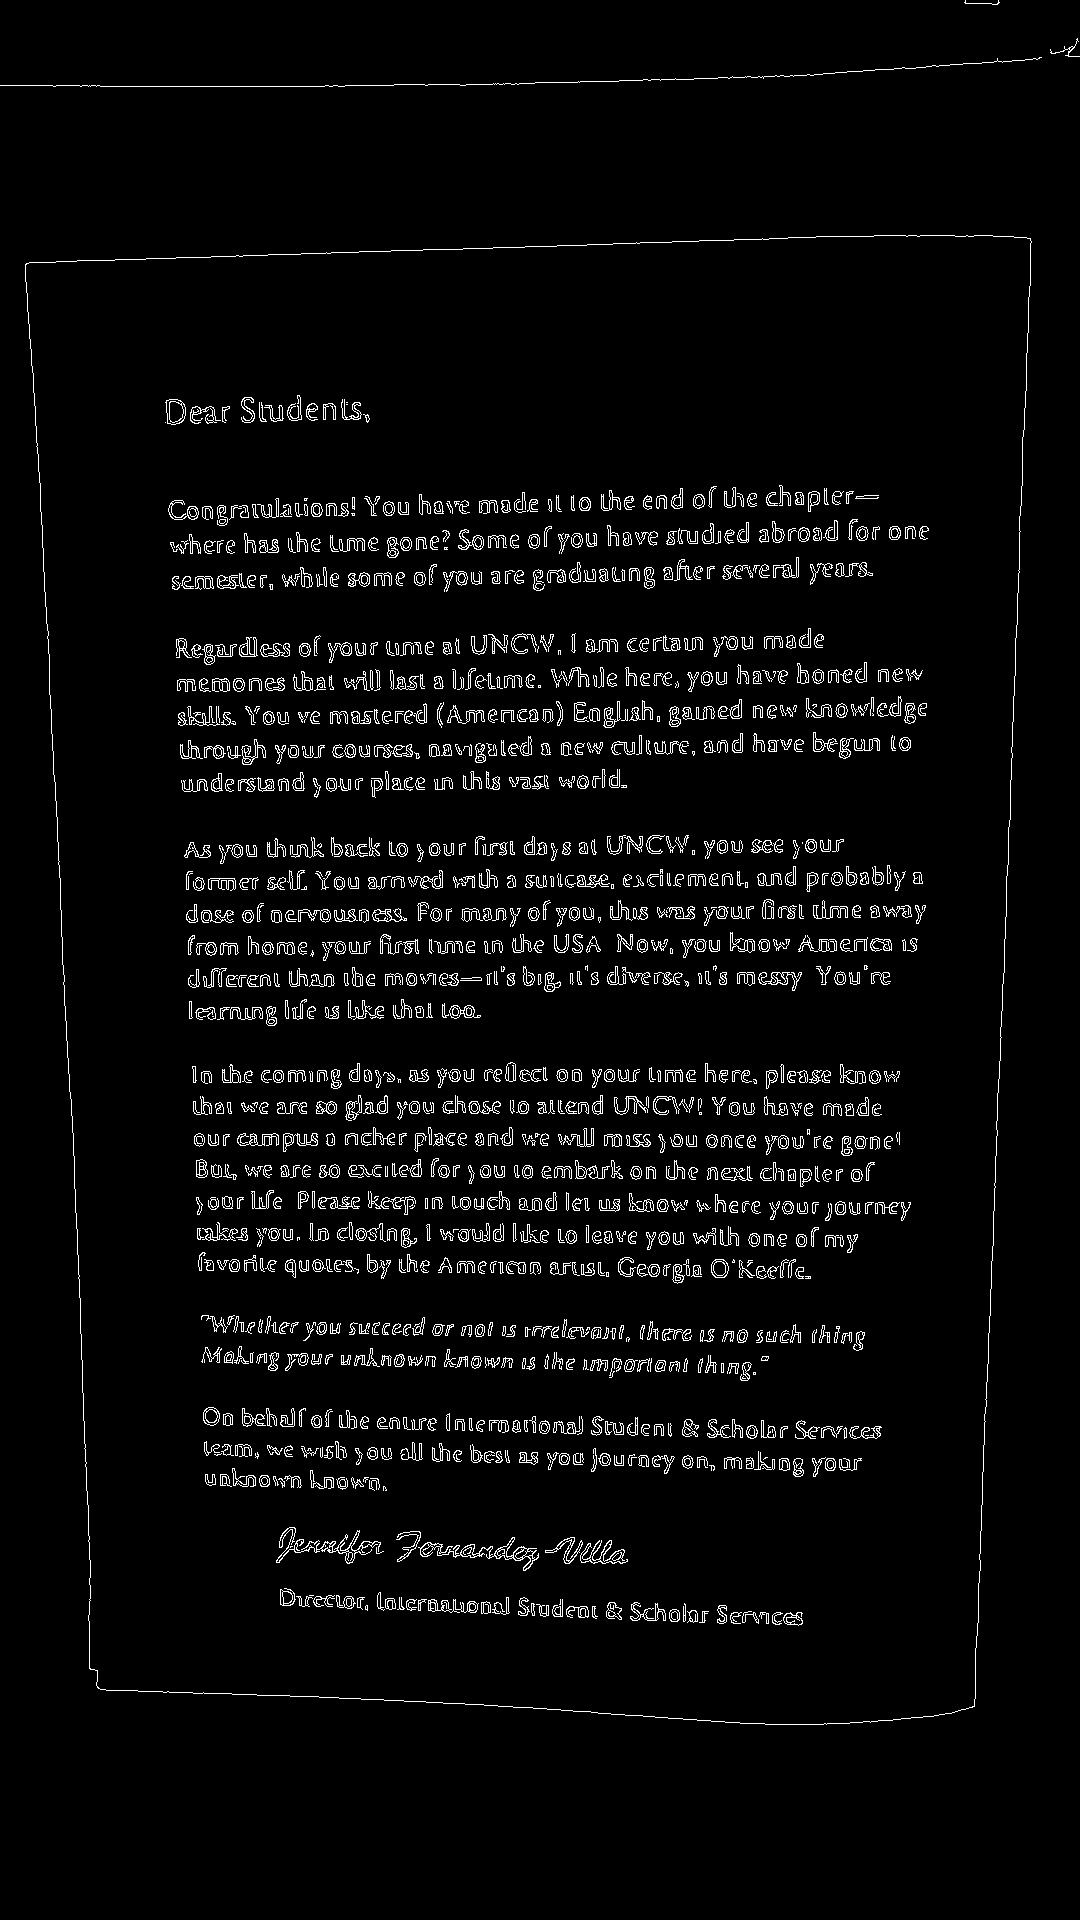 Dear Students,
Congratulations! You have made it to the end of the chapter—
where has the time gone? Some of you have studied abroad for one
semester, while some of you are graduating after several years.
Regardless of your time at UNCW, I am certain you made
memories that will last a lifetime. While here, you have honed new
skills. You've mastered (American) English, gained new knowledge
through your courses, navigated a new culture, and have begun to
understand your place in this vast world.
As you think back to your first days at UNCW, you see your
former self. You arrived with a suitcase, excitement, and probably a
dose of nervousness. For many of you, this was your first time away
from home, your first time in the USA. Now, you know America is
different than the movies—it's big, it's diverse, it's messy. You're
learning life is like that too.
In the coming days, as you reflect on your time here, please know
that we are so glad you chose to attend UNCW! You have made
our campus a richer place and we will miss you once you're gone!
But, we are so excited for you to embark on the next chapter of
your life. Please keep in touch and let us know where your journey
takes you. In closing, I would like to leave you with one of my
favorite quotes, by the American artist, Georgia O'Keeffe.
"Whether you succeed or not is irrelevant, there is no such thing.
Making your unknown known is the important thing."
On behalf of the entire International Student & Scholar Services
team, we wish you all the best as you journey on, making your
unknown known.
Jennifer Fernandez-Villa
Director, International Student & Scholar Services